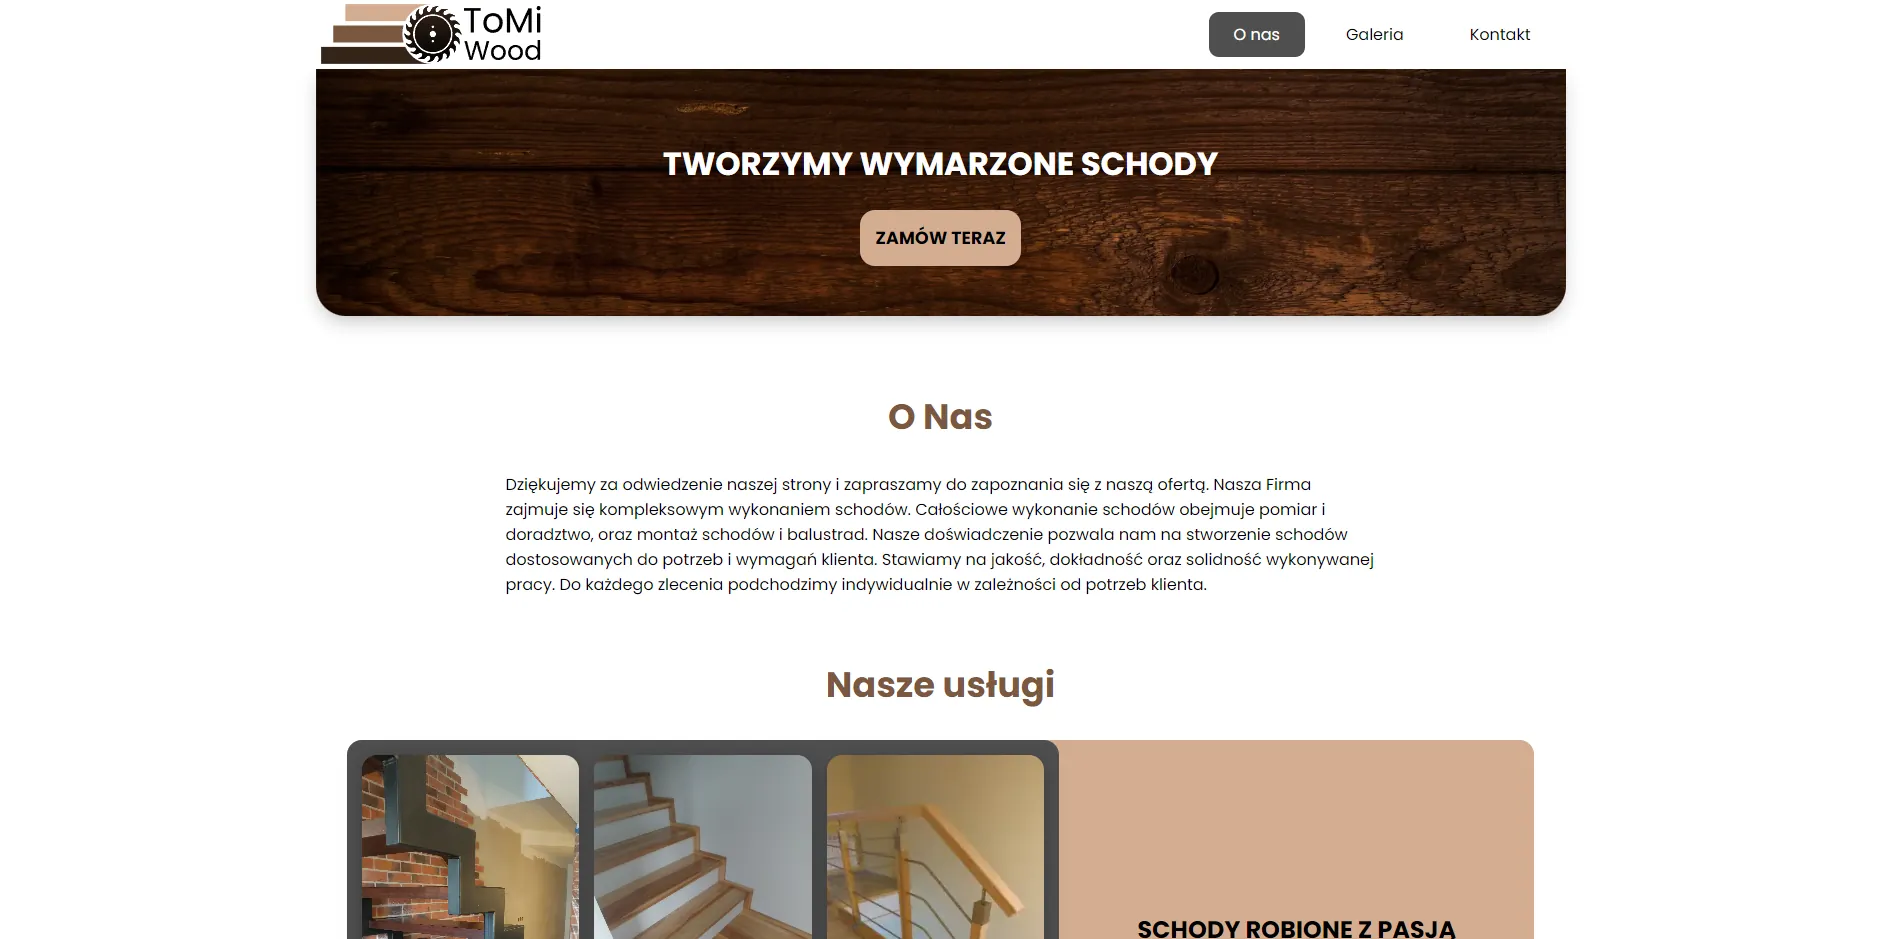 ToMi
Wood
O nas
Galeria
Kontakt
TWORZYMY WYMARZONE SCHODY
ZAMÓW TERAZ
O Nas
Dziękujemy za odwiedzenie naszej strony i zapraszamy do zapoznania się z naszą ofertą. Nasza Firma
zajmuje się kompleksowym wykonaniem schodów. Całościowe wykonanie schodów obejmuje pomiar i
doradztwo, oraz montaż schodów i balustrad. Nasze doświadczenie pozwala nam na stworzenie schodów
dostosowanych do potrzeb i wymagań klienta. Stawiamy na jakość, dokładność oraz solidność wykonywanej
pracy. Do każdego zlecenia podchodzimy indywidualnie w zależności od potrzeb klienta.
Nasze usługi
SCHODY ROBIONE Z PASJĄ